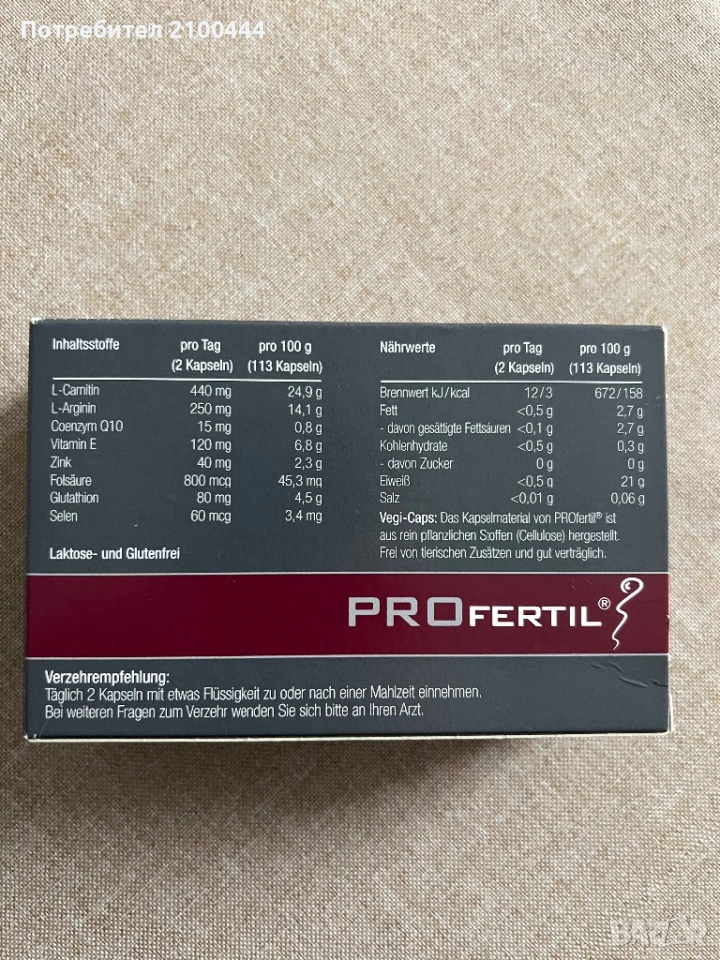 Потребител 2100444
Inhaltsstoffe pro Tag pro 100 g
(2 Kapseln) (113 Kapseln)
L-Carnitin 440 mg 24,9 g
L-Arginin 250 mg 14,1 g
Coenzym Q10 15 mg 0,8 g
Vitamin E 120 mg 6,8 g
Zink 40 mg 2,3 g
Folsäure 800 mcg 45,3 mg
Glutathion 80 mg 4,5 g
Selen 60 mcg 3,4 mg
Laktose- und Glutenfrei
Nährwerte pro Tag pro 100 g
(2 Kapseln) (113 Kapseln)
Brennwert kJ/kcal 12/3 672/158
Fett <0,5 g 2,7 g
- davon gesättigte Fettsäuren <0,1 g 2,7 g
Kohlenhydrate <0,5 g 0,3 g
- davon Zucker 0 g 0 g
Eiweiß <0,5 g 21 g
Salz <0,01 g 0,06 g
Vegi-Caps: Das Kapselmaterial von PROfertil® ist
aus rein pflanzlichen Stoffen (Cellulose) hergestellt.
Frei von tierischen Zusätzen und gut verträglich.
PROFERTIL®
Verzehrempfehlung:
Täglich 2 Kapseln mit etwas Flüssigkeit zu oder nach einer Mahlzeit einnehmen.
Bei weiteren Fragen zum Verzehr wenden Sie sich bitte an Ihren Arzt.
BAZAR